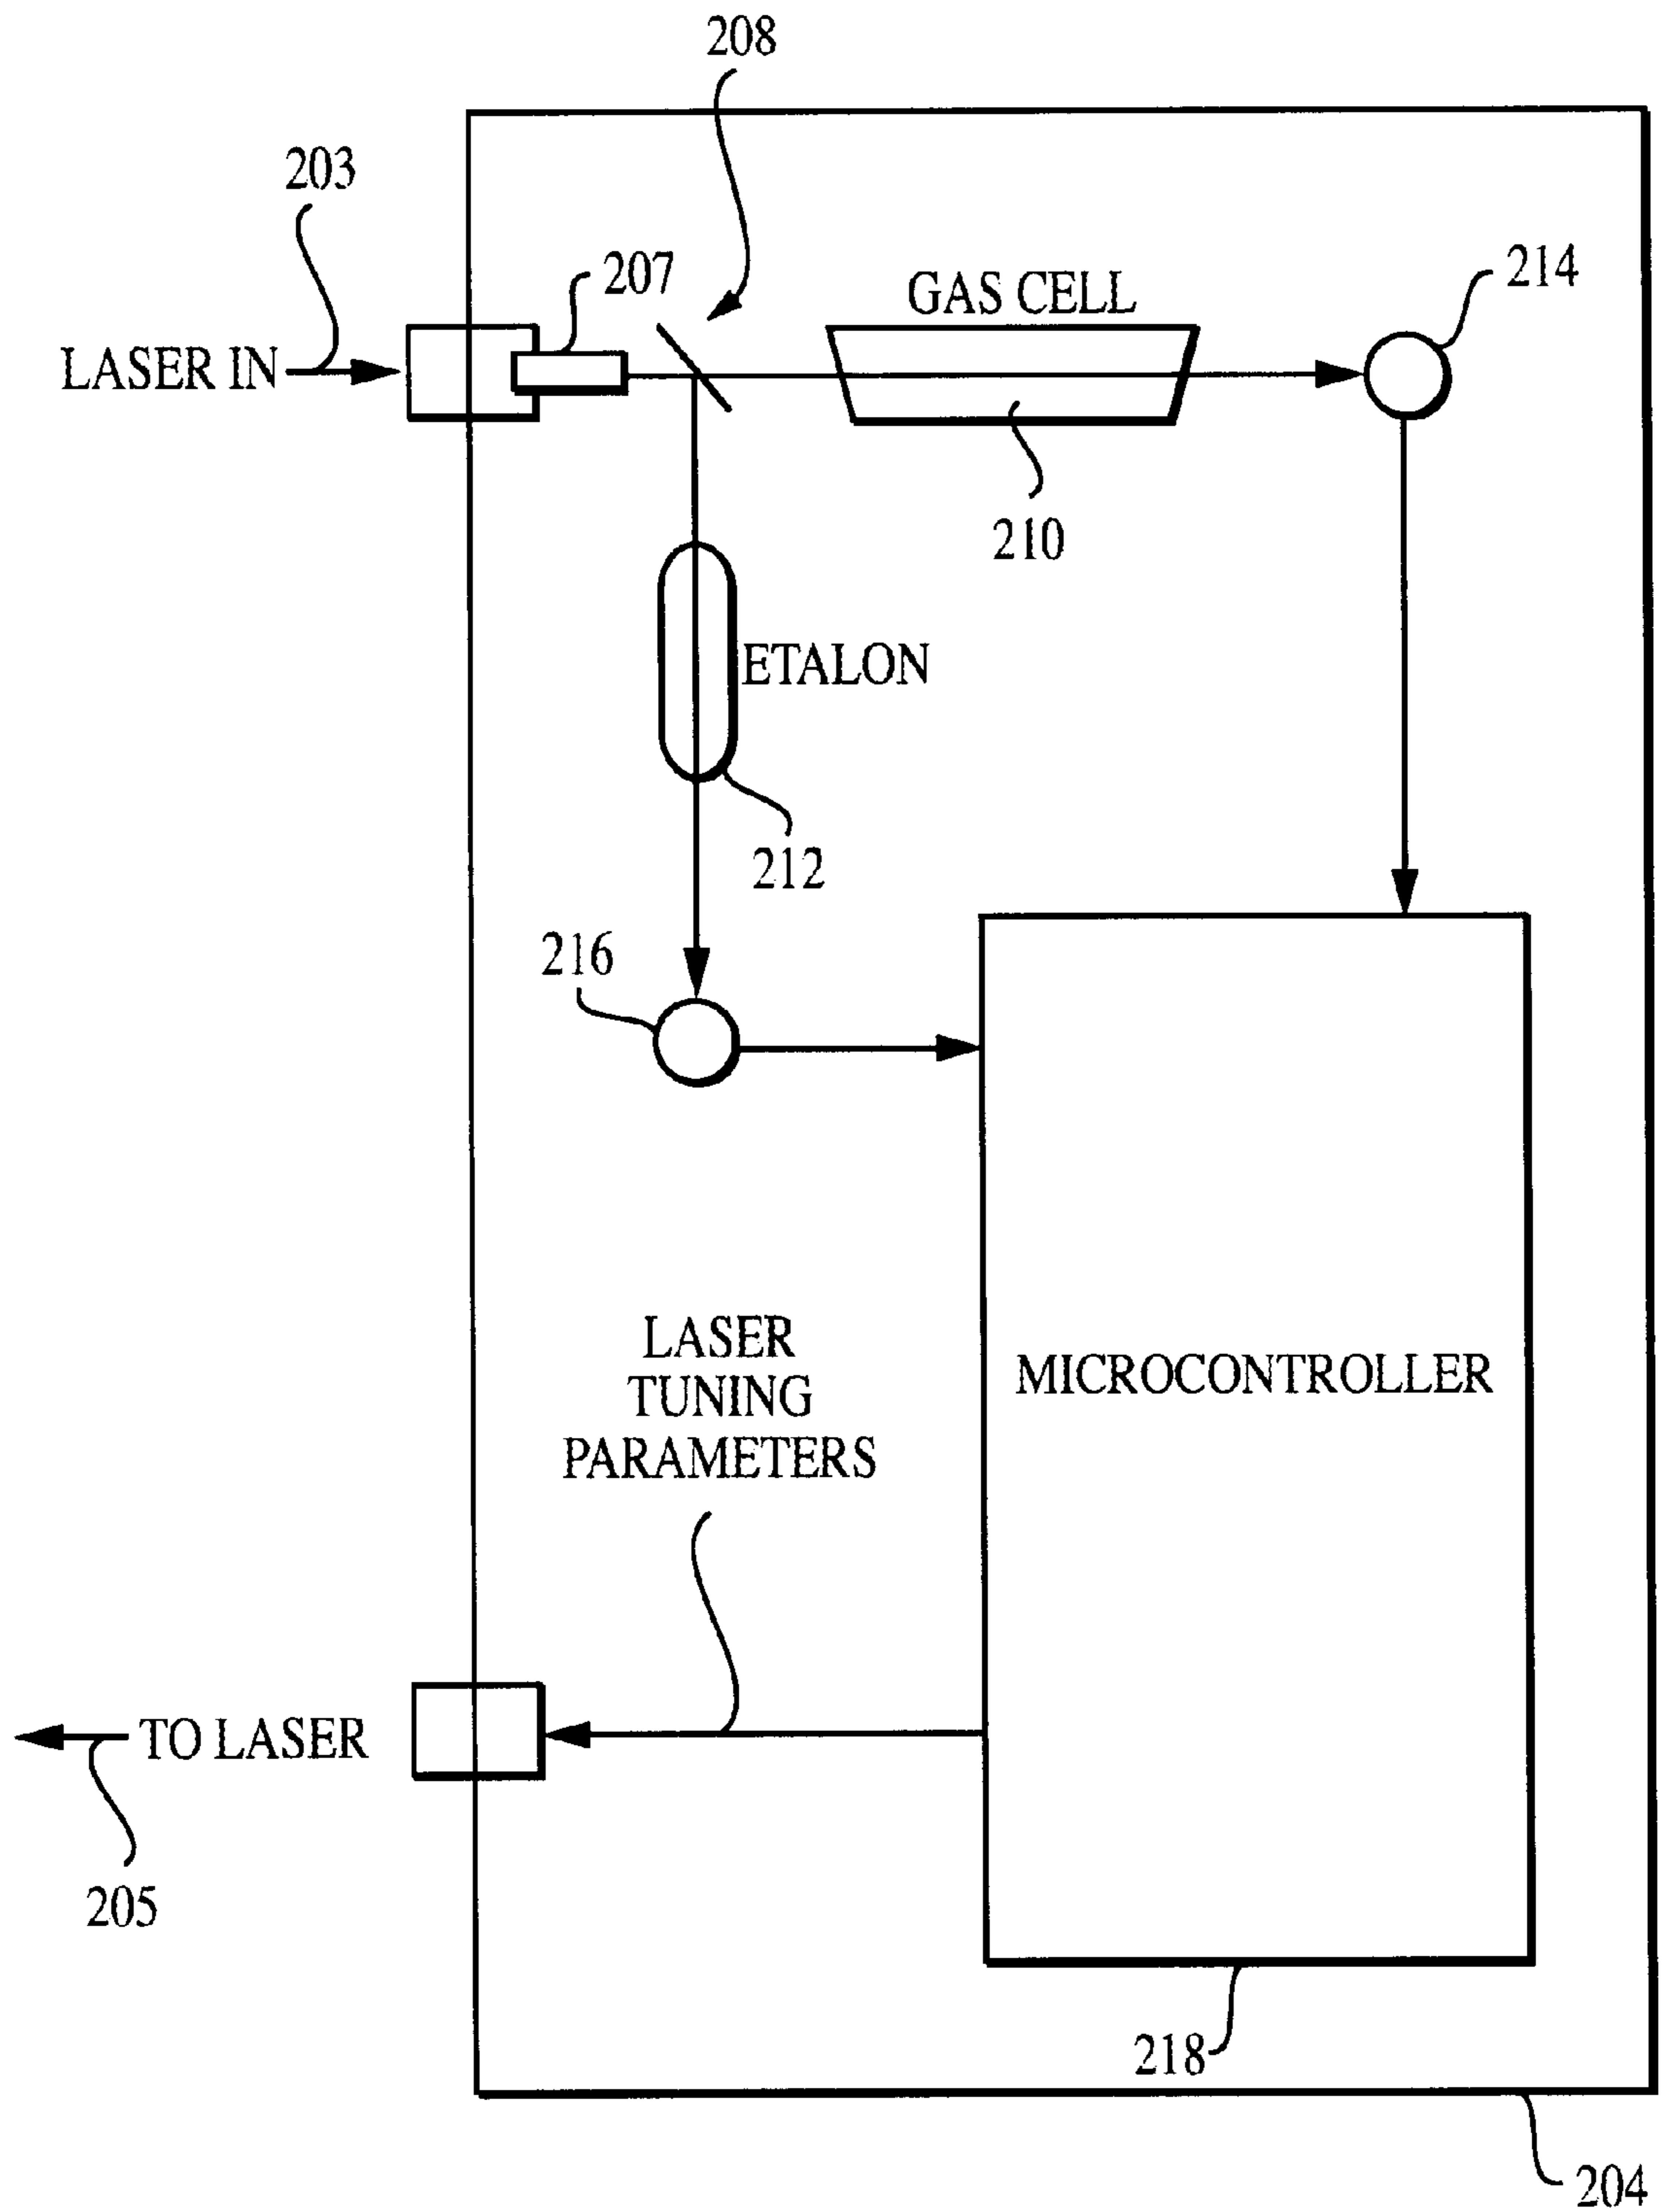 208
203
207
GAS CELL
214
LASER IN
210
ETALON
212
216
LASER
TUNING
PARAMETERS
MICROCONTROLLER
TO LASER
205
218
204